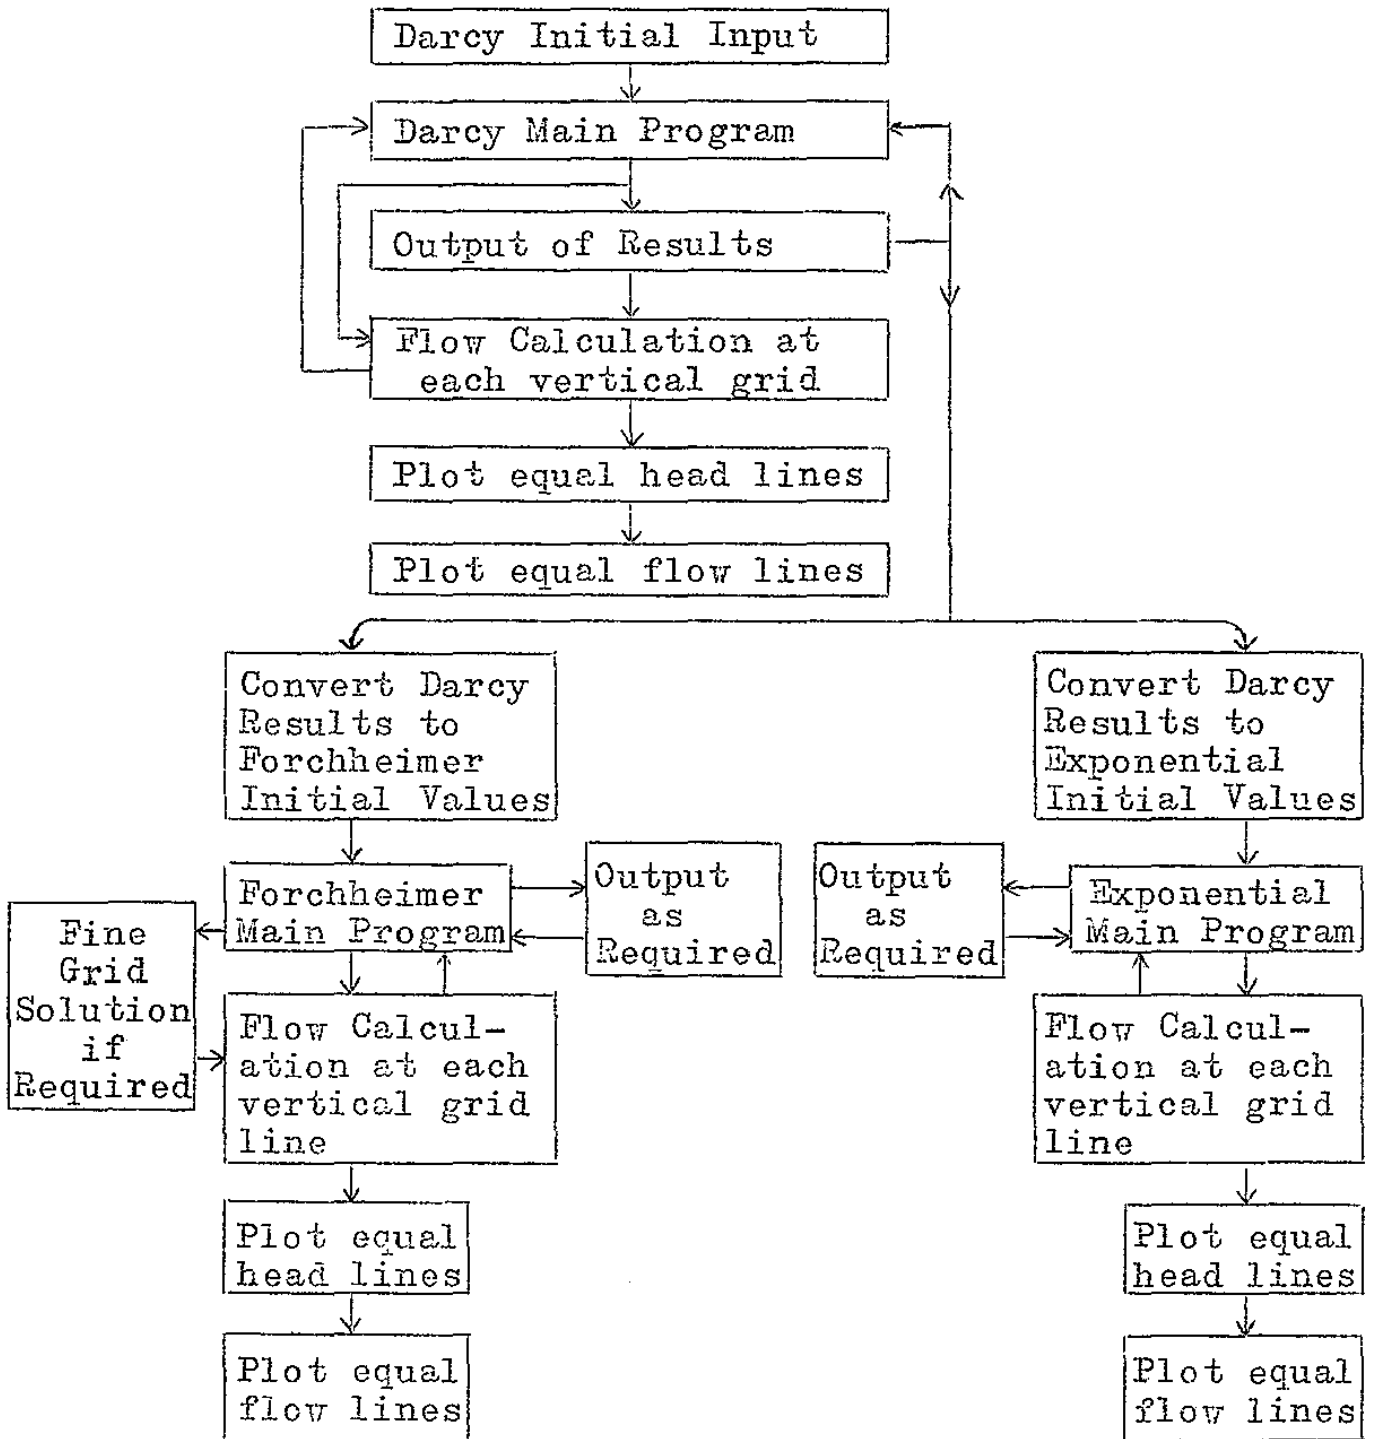 Darcy Initial Input
Darcy Main Program
Output of Results
Flow Calculation at
each vertical grid
Plot equal head lines
Plot equal flow lines
Convert Darcy
Results to
Forchheimer
Initial Values
Convert Darcy
Results to
Exponential
Initial Values
Forchheimer
Main Program
Output
as
Required
Output
as
Required
Exponential
Main Program
Fine
Grid
Solution
if
Required
Flow Calcul-
ation at each
vertical grid
line
Flow Calcul-
ation at each
vertical grid
line
Plot equal
head lines
Plot equal
head lines
Plot equal
flow lines
Plot equal
flow lines